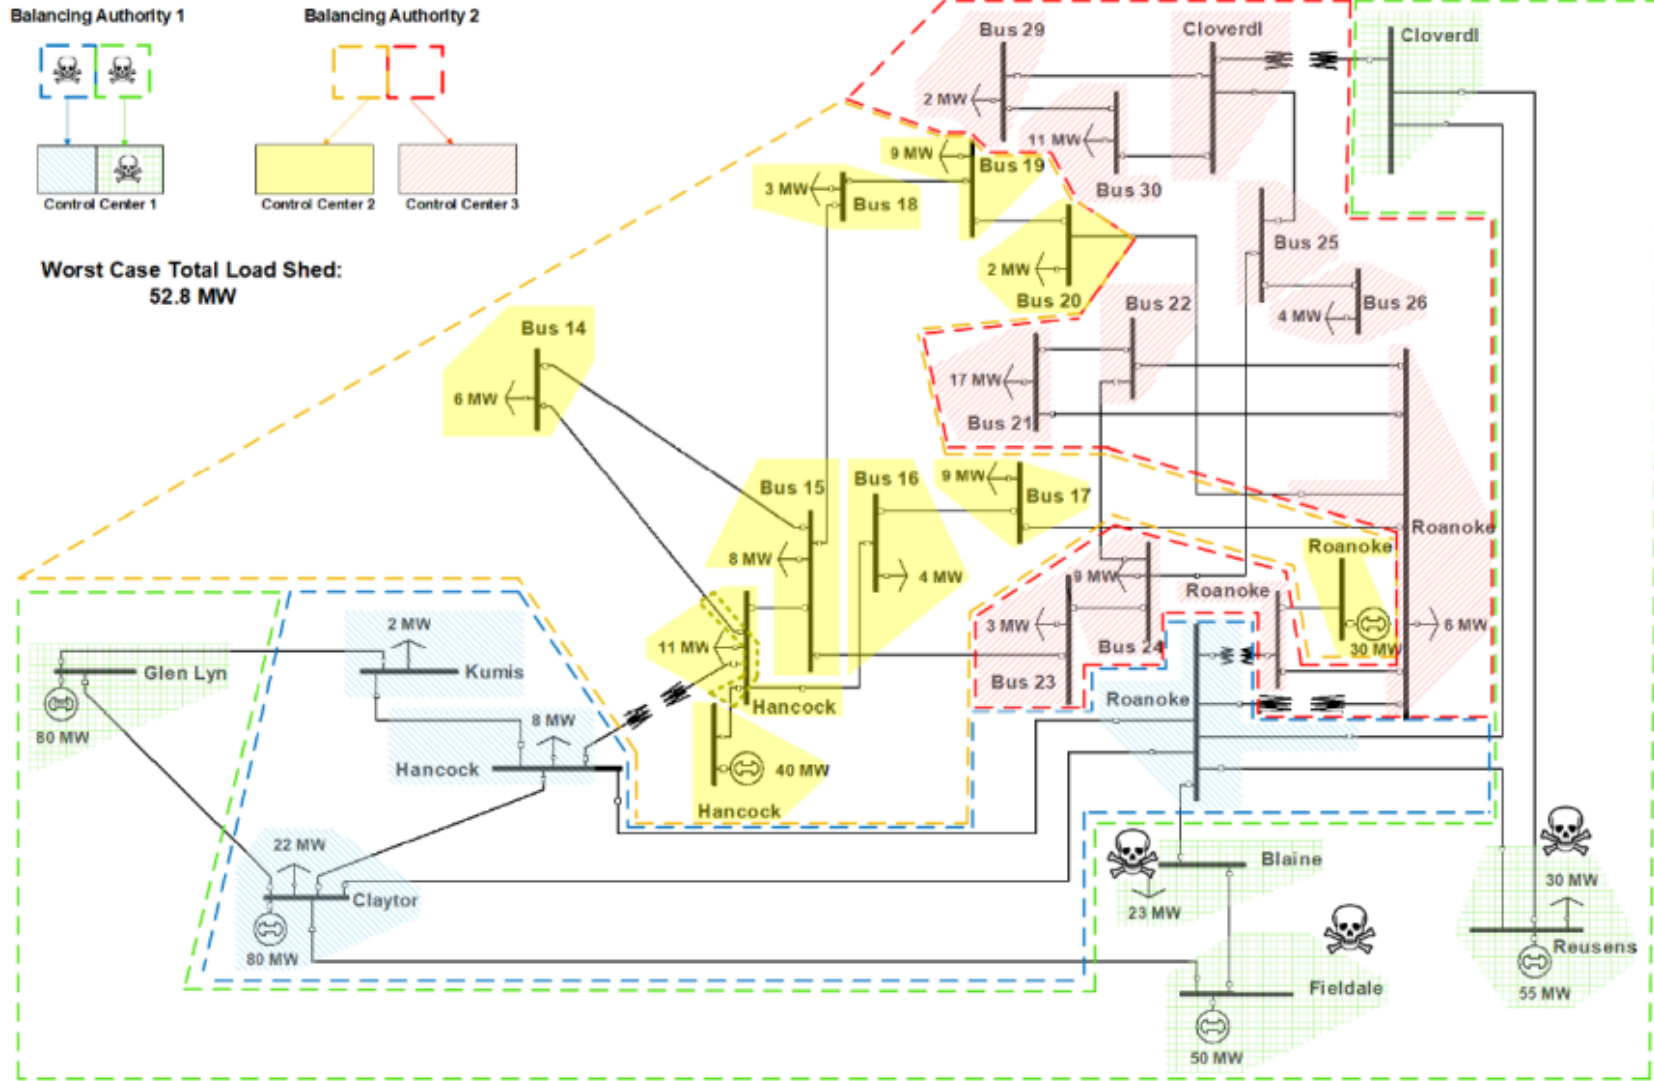 Balancing Authority 1
Balancing Authority 2
Control Center 1
Control Center 2
Control Center 3
Worst Case Total Load Shed:
52.8 MW
Bus 29
2 MW
Cloverdl
Cloverdl
11 MW
Bus 30
9 MW
Bus 19
3 MW
Bus 18
2 MW
Bus 20
Bus 25
4 MW
Bus 26
Bus 22
17 MW
Bus 21
Bus 14
6 MW
Bus 15
8 MW
Bus 16
4 MW
9 MW
Bus 17
Roanoke
Roanoke
30 MW
Roanoke
6 MW
9 MW
Bus 24
3 MW
Bus 23
11 MW
Hancock
40 MW
Hancock
Roanoke
2 MW
Kumis
Glen Lyn
80 MW
8 MW
Hancock
22 MW
Claytor
80 MW
Blaine
23 MW
30 MW
Reusens
55 MW
Fieldale
50 MW